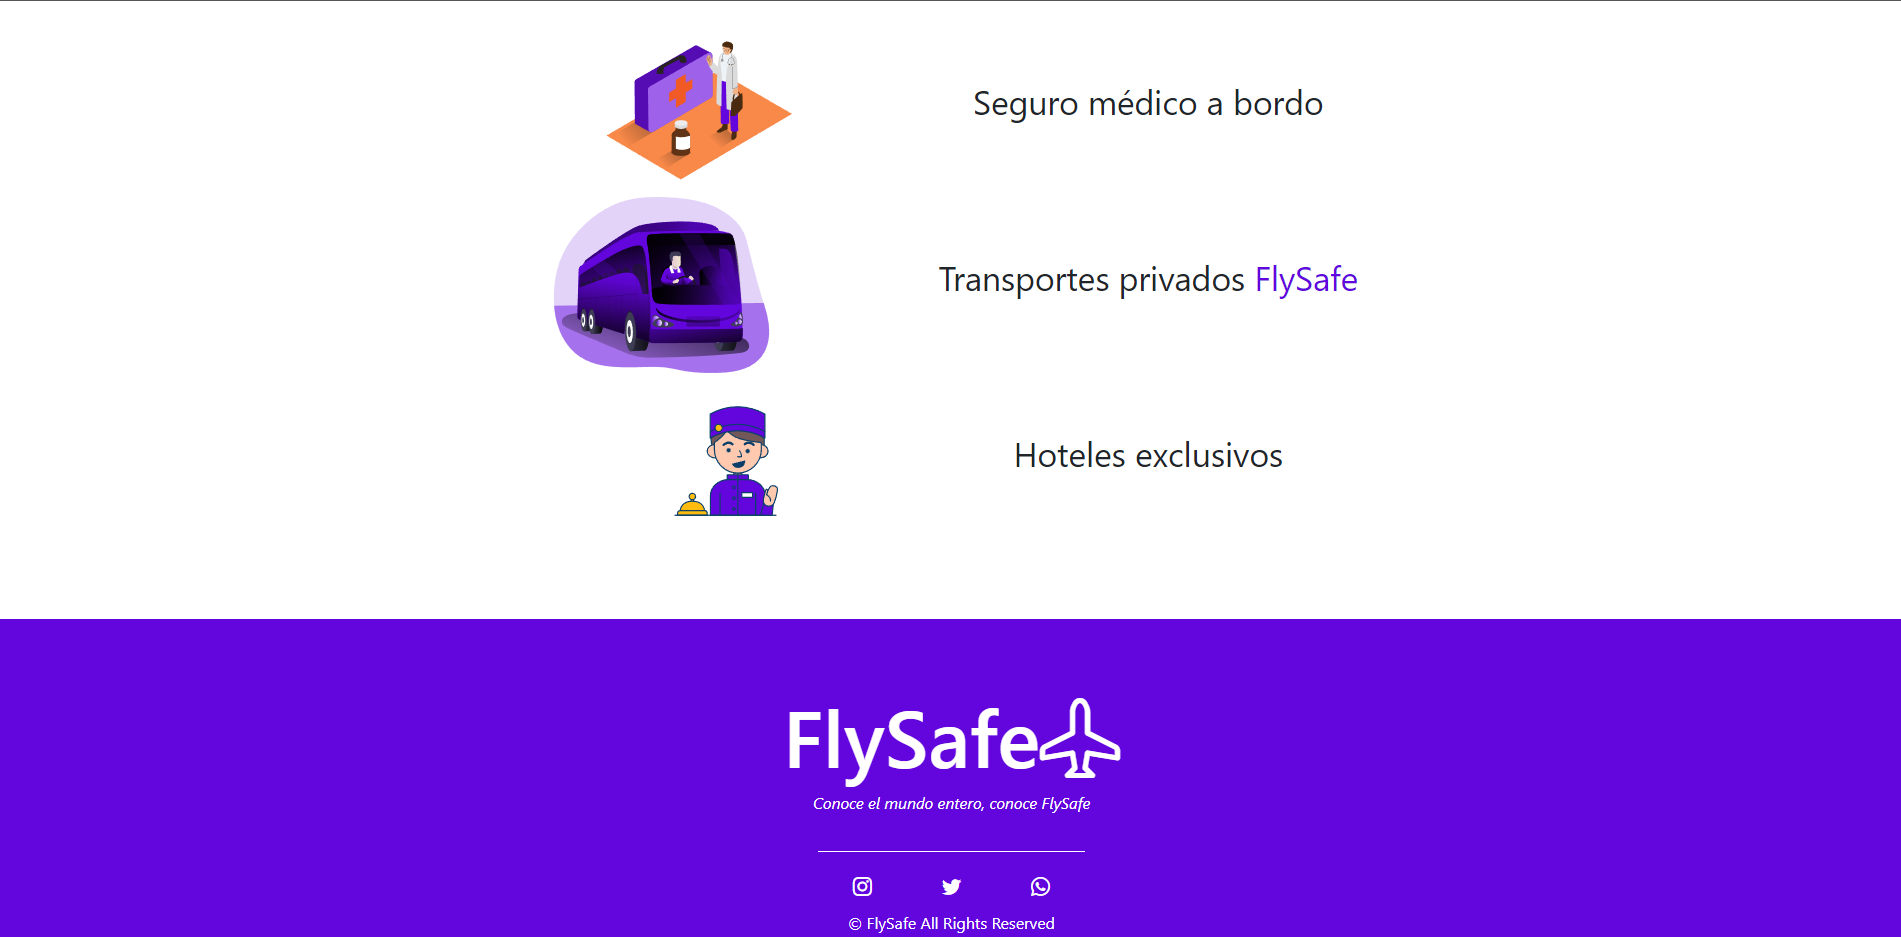 Seguro médico a bordo
Transportes privados FlySafe
Hoteles exclusivos
FlySafe
Conoce el mundo entero, conoce FlySafe
© FlySafe All Rights Reserved